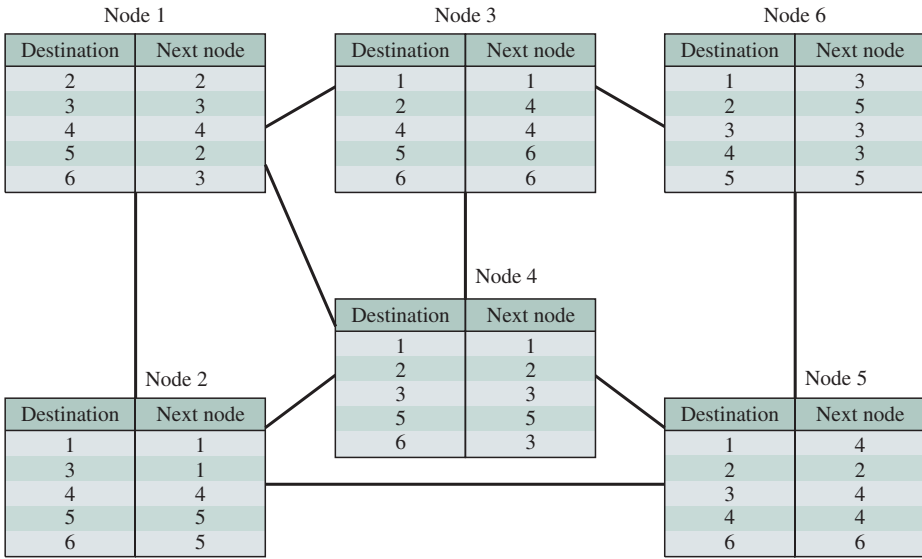 Node 1
Destination Next node
2 2
3 3
4 4
5 2
6 3
Node 3
Destination Next node
1 1
2 4
4 4
5 6
6 6
Node 6
Destination Next node
1 3
2 5
3 3
4 3
5 5
Node 4
Destination Next node
1 1
2 2
3 3
5 5
6 3
Node 2
Destination Next node
1 1
3 1
4 4
5 5
6 5
Node 5
Destination Next node
1 4
2 2
3 4
4 4
6 6